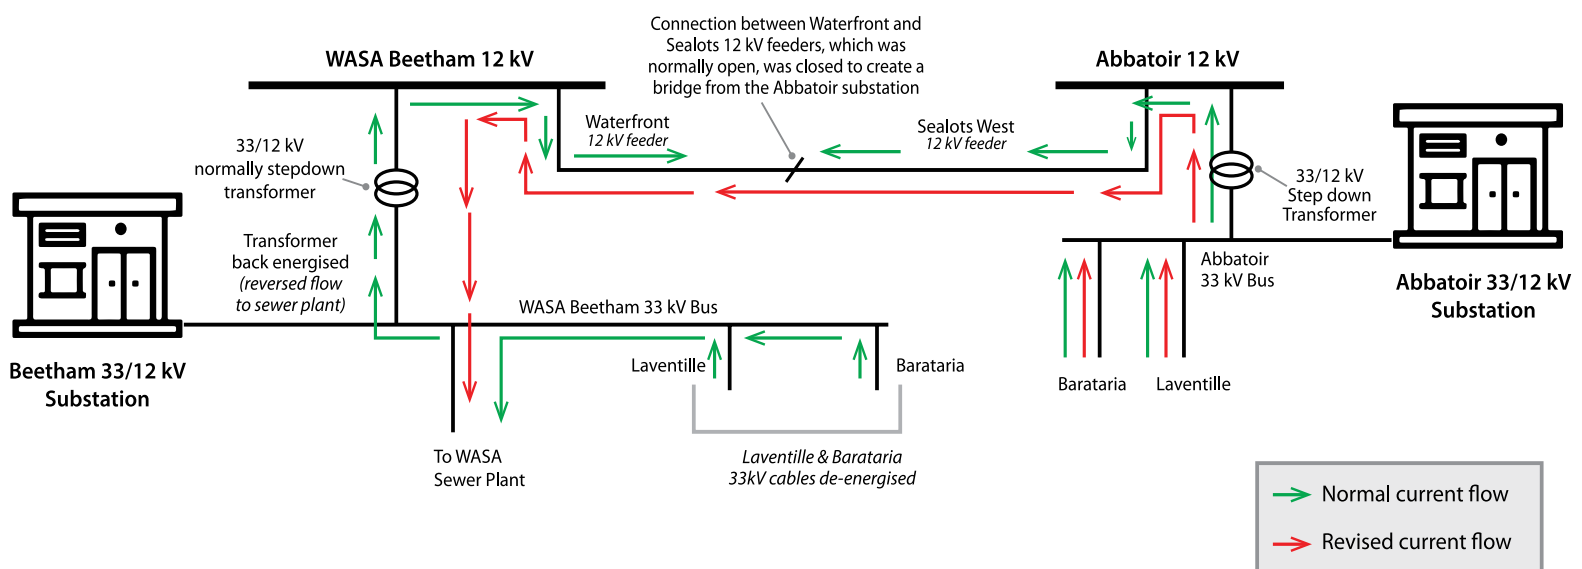 Connection between Waterfront and
Sealots 12 kV feeders, which was
normally open, was closed to create a
bridge from the Abbatoir substation
WASA Beetham 12 kV
Abbatoir 12 kV
Waterfront
12 kV feeder
Sealots West
12 kV feeder
33/12 kV
normally stepdown
transformer
33/12 kV
Step down
Transformer
Transformer
back energised
(reversed flow
to sewer plant)
Abbatoir
33 kV Bus
Abbatoir 33/12 kV
Substation
WASA Beetham 33 kV Bus
Beetham 33/12 kV
Substation
Laventille
Barataria
Barataria
Laventille
To WASA
Sewer Plant
Laventille & Barataria
33kV cables de-energised
Normal current flow
Revised current flow